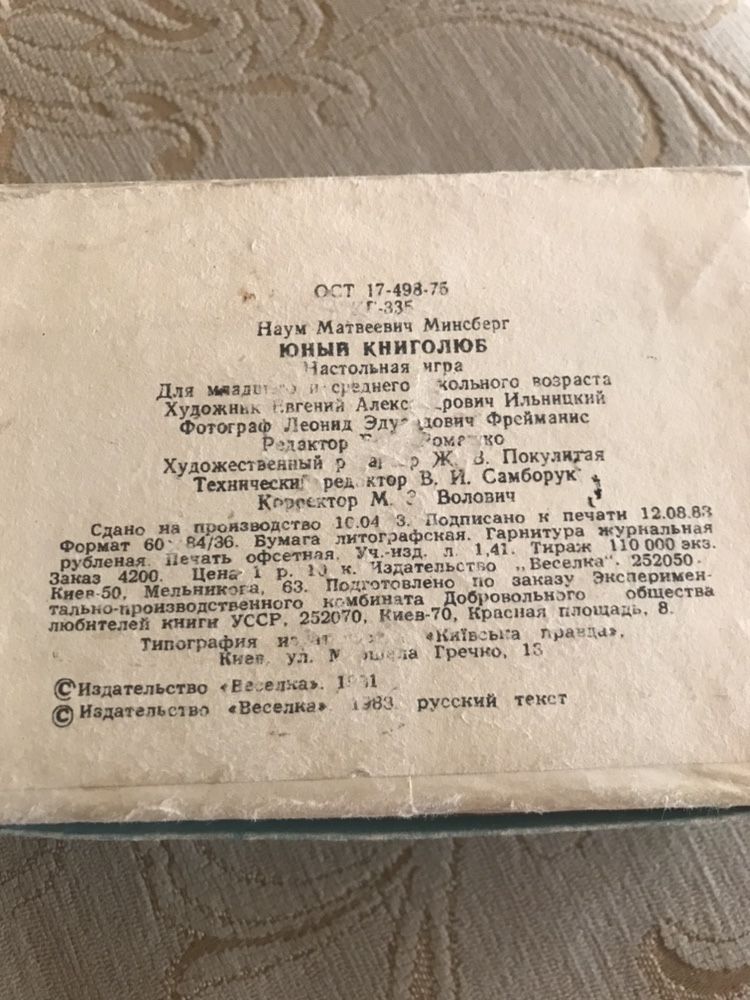 ОСТ 17-498-75
Наум Матвеевич Минсберг
ЮНЫЙ КНИГОЛЮБ
Настольная игра
Для младшего и среднего школьного возраста
Художник Евгений Александрович Ильницкий
Фотограф Леонид Эдуардович Фрейманис
Редактор
Художественный редактор Ж. В. Покулитая
Технический редактор В. И. Самборук
Корректор М. Волович
Сдано на производство Подписано к печати 12.08.83
Формат 60×84/36. Бумага литографская. Гарнитура журнальная
рубленая. Печать офсетная. Уч.-изд. л. 1,41. Тираж 110 000 экз.
Заказ 4200. Цена 1 р. к. Издательство „Веселка". 252050
Киев-50, Мельникова, 63. Подготовлено по заказу Эксперимен-
тально-производственного комбината Добровольного общества
любителей книги УССР, 252070, Киев-70, Красная площадь, 8.
Типография издательства «Київська правда»,
Киев, ул. Маршала Гречко, 13
© Издательство «Веселка». 1981
© Издательство «Веселка» 1983 русский текст